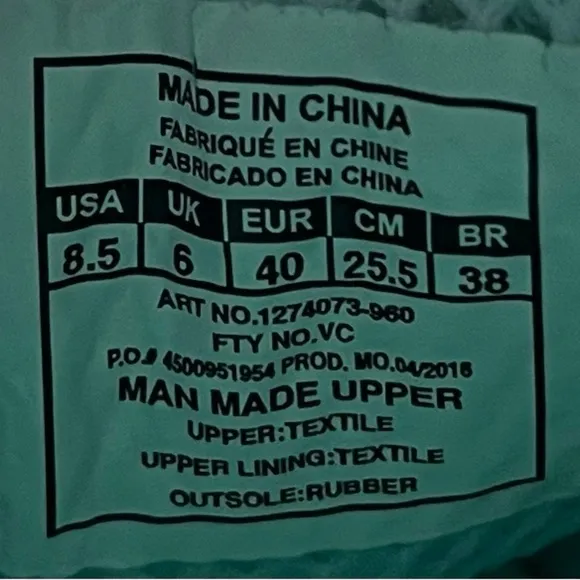 MADE IN CHINA
FABRIQUÉ EN CHINE
FABRICADO EN CHINA
USA UK EUR CM BR
8.5 6 40 25.5 38
ART NO.1274073-960
FTY NO.VC
P.O.# 4500951954 PROD. MO.04/2016
MAN MADE UPPER
UPPER:TEXTILE
UPPER LINING:TEXTILE
OUTSOLE:RUBBER